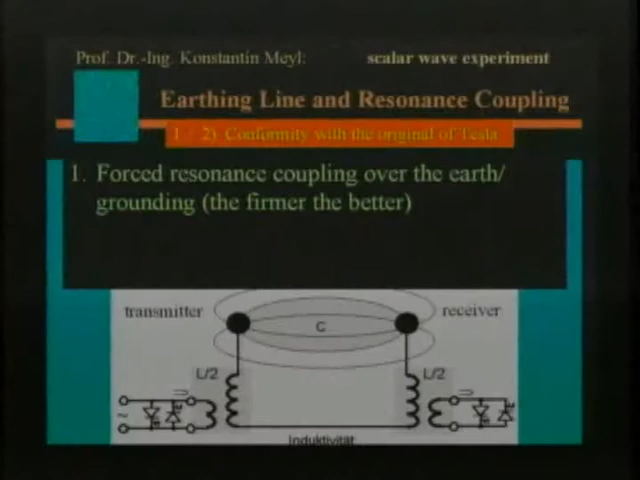 Prof. Dr.-Ing. Konstantin Meyl:
scalar wave experiment
Earthing Line and Resonance Coupling
1 / 2) Conformity with the original of Tesla
1. Forced resonance coupling over the earth/
grounding (the firmer the better)
transmitter
receiver
C
L/2
L/2
~
Induktivität